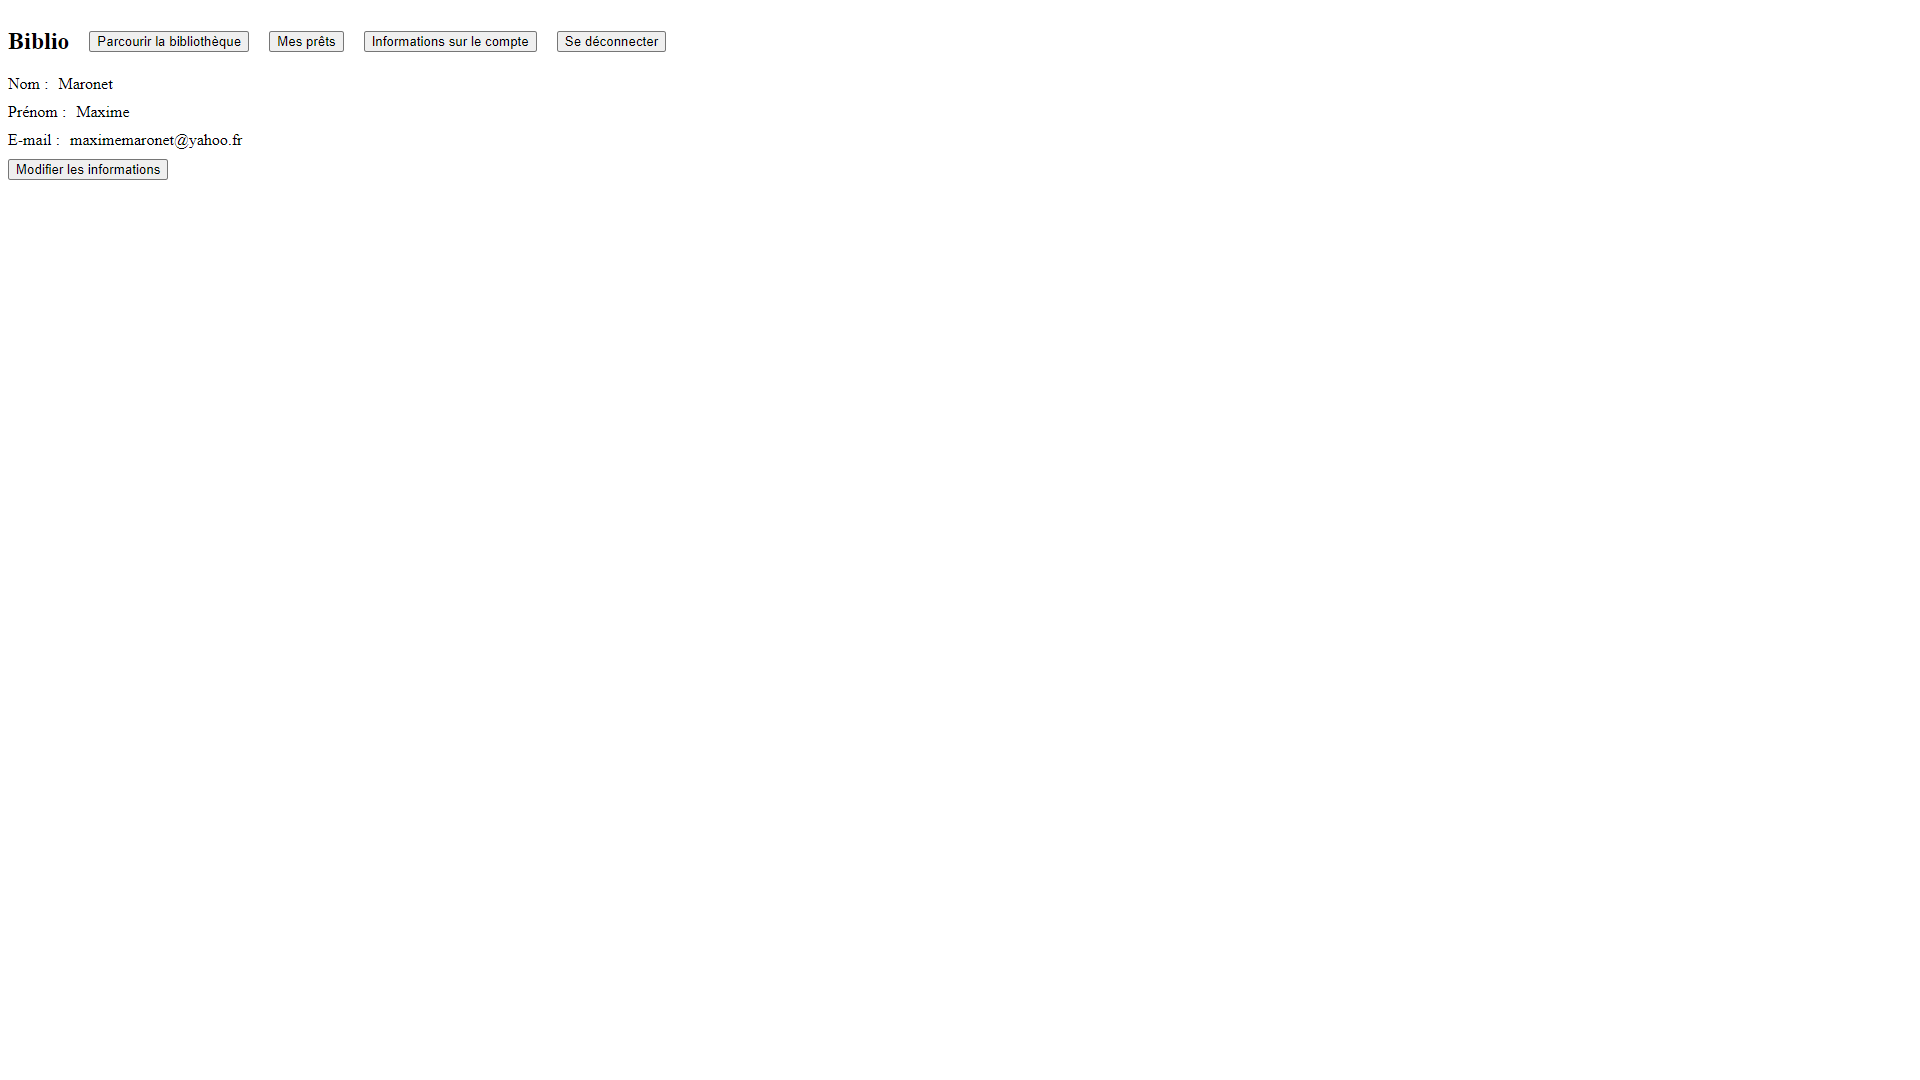 Biblio Parcourir la bibliothèque Mes prêts Informations sur le compte Se déconnecter
Nom : Maronet
Prénom : Maxime
E-mail : maximemaronet@yahoo.fr
Modifier les informations